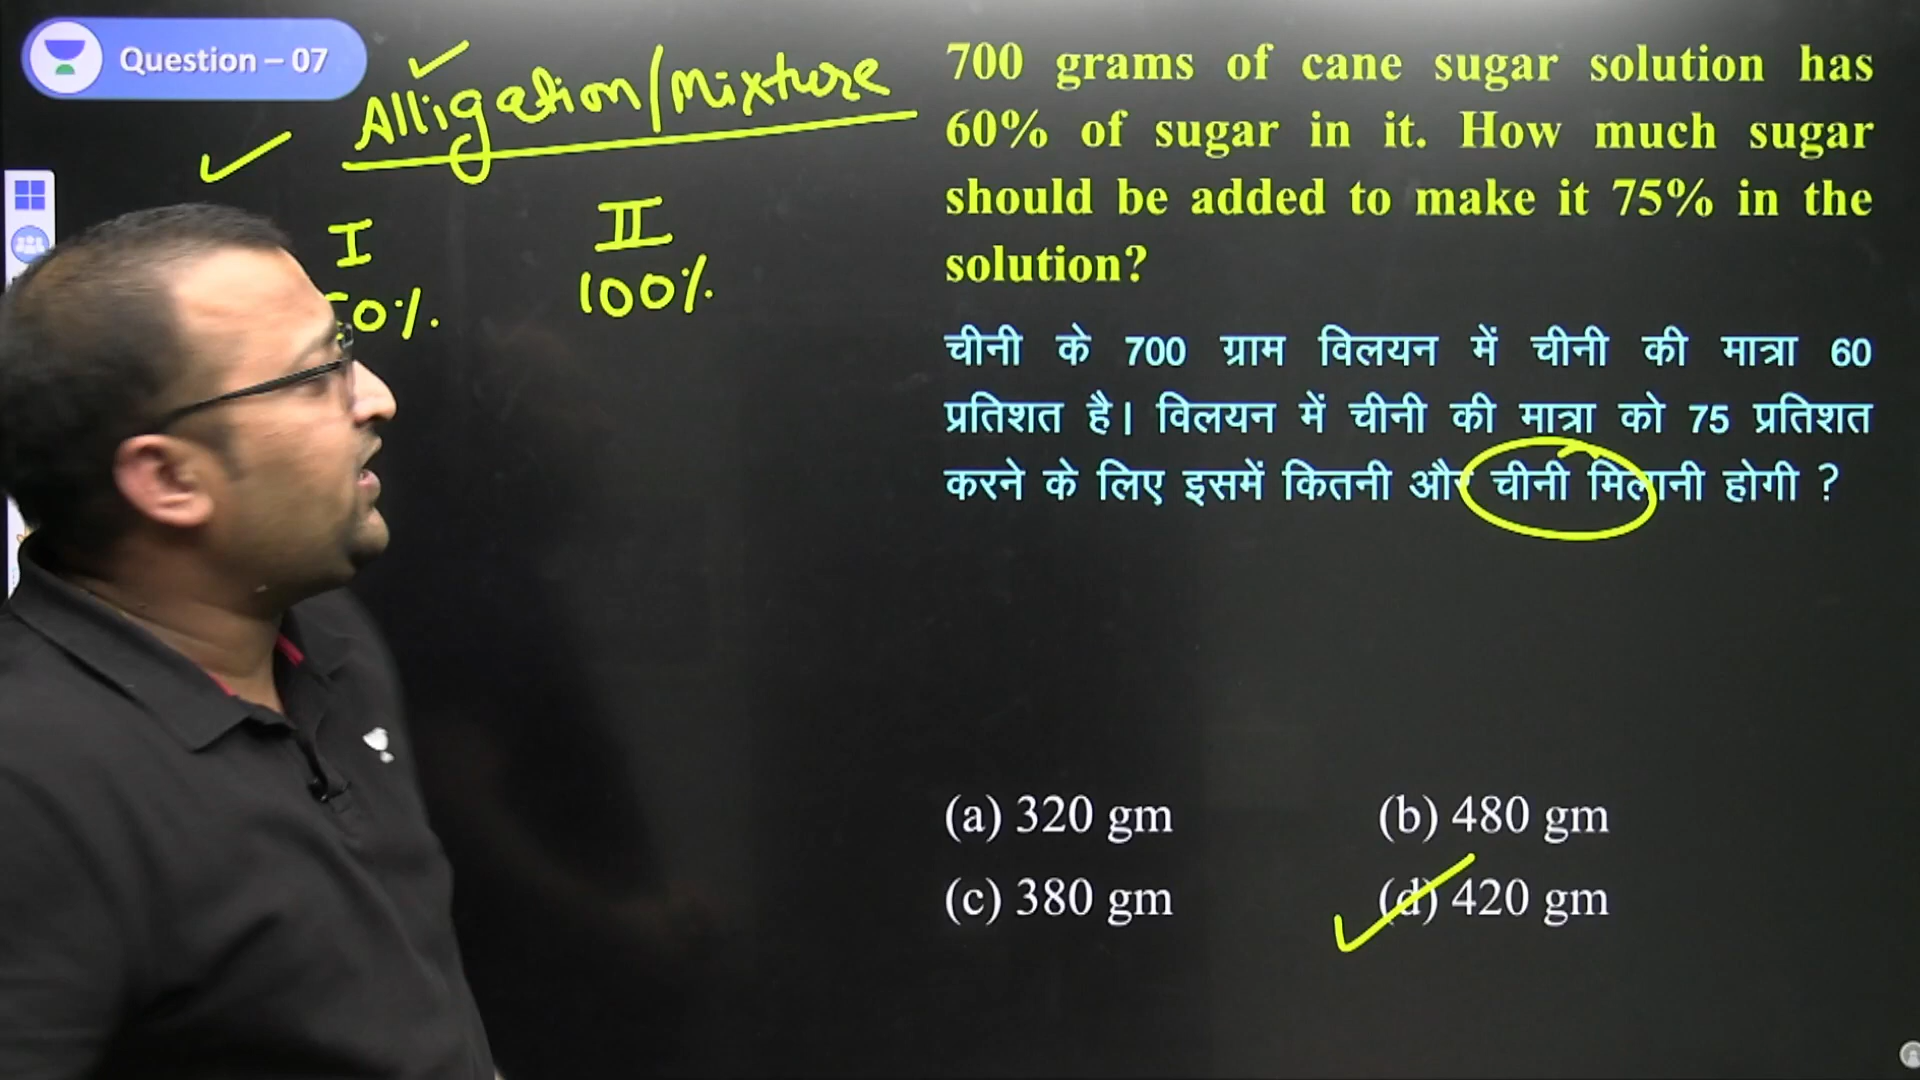 Question – 07
Alligation/Mixture
I II
0% 100%
700 grams of cane sugar solution has
60% of sugar in it. How much sugar
should be added to make it 75% in the
solution?
चीनी के 700 ग्राम विलयन में चीनी की मात्रा 60
प्रतिशत है। विलयन में चीनी की मात्रा को 75 प्रतिशत
करने के लिए इसमें कितनी और चीनी मिलानी होगी ?
(a) 320 gm (b) 480 gm
(c) 380 gm (d) 420 gm